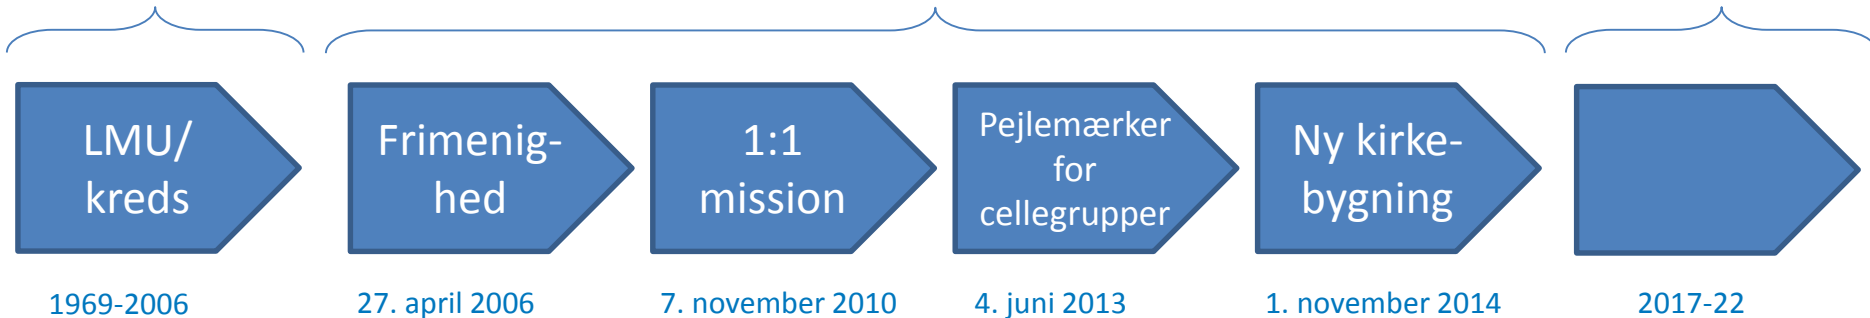 LMU/
kreds
Frimenig-
hed
1:1
mission
Pejlemærker
for
cellegrupper
Ny kirke-
bygning
1969-2006
27. april 2006
7. november 2010
4. juni 2013
1. november 2014
2017-22